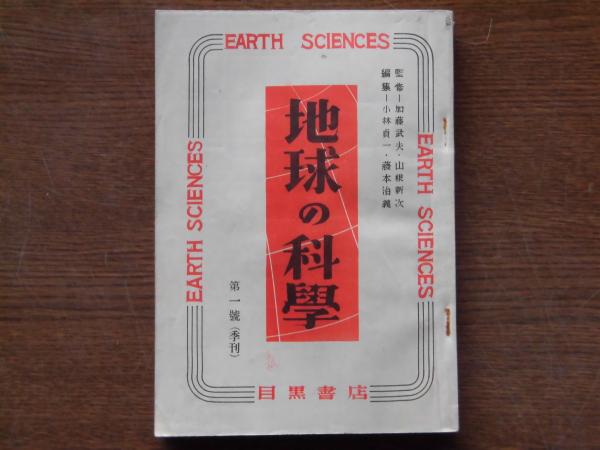 EARTH SCIENCES
監修－加藤武夫・山根新次
編集－小林貞一・藤本治義
地球の科學
第一號（季刊）
EARTH SCIENCES
EARTH SCIENCES
目黒書店